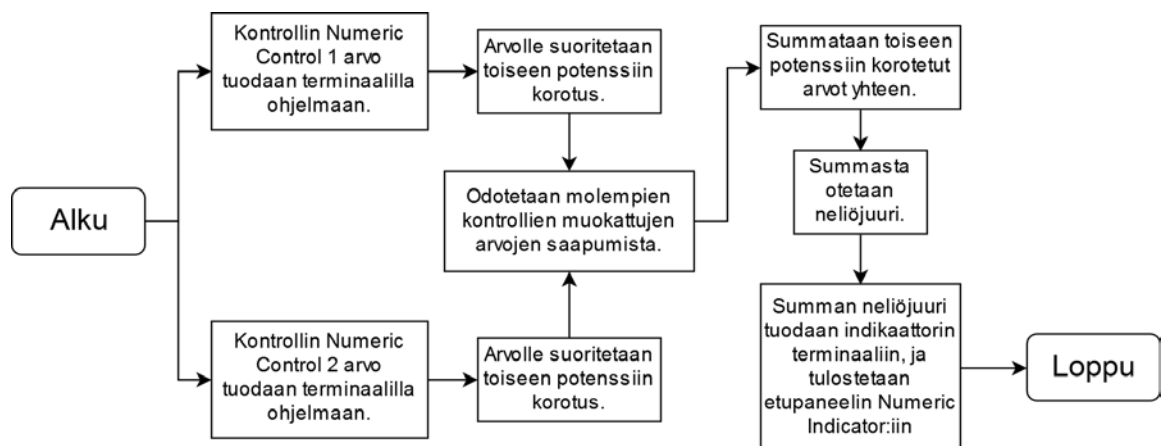 Alku
Kontrollin Numeric
Control 1 arvo
tuodaan terminaalilla
ohjelmaan.
Arvolle suoritetaan
toiseen potenssiin
korotus.
Kontrollin Numeric
Control 2 arvo
tuodaan terminaalilla
ohjelmaan.
Arvolle suoritetaan
toiseen potenssiin
korotus.
Odotetaan molempien
kontrollien muokattujen
arvojen saapumista.
Summataan toiseen
potenssiin korotetut
arvot yhteen.
Summasta
otetaan
neliöjuuri.
Summan neliöjuuri
tuodaan indikaattorin
terminaaliin, ja
tulostetaan
etupaneelin Numeric
Indicator:iin
Loppu